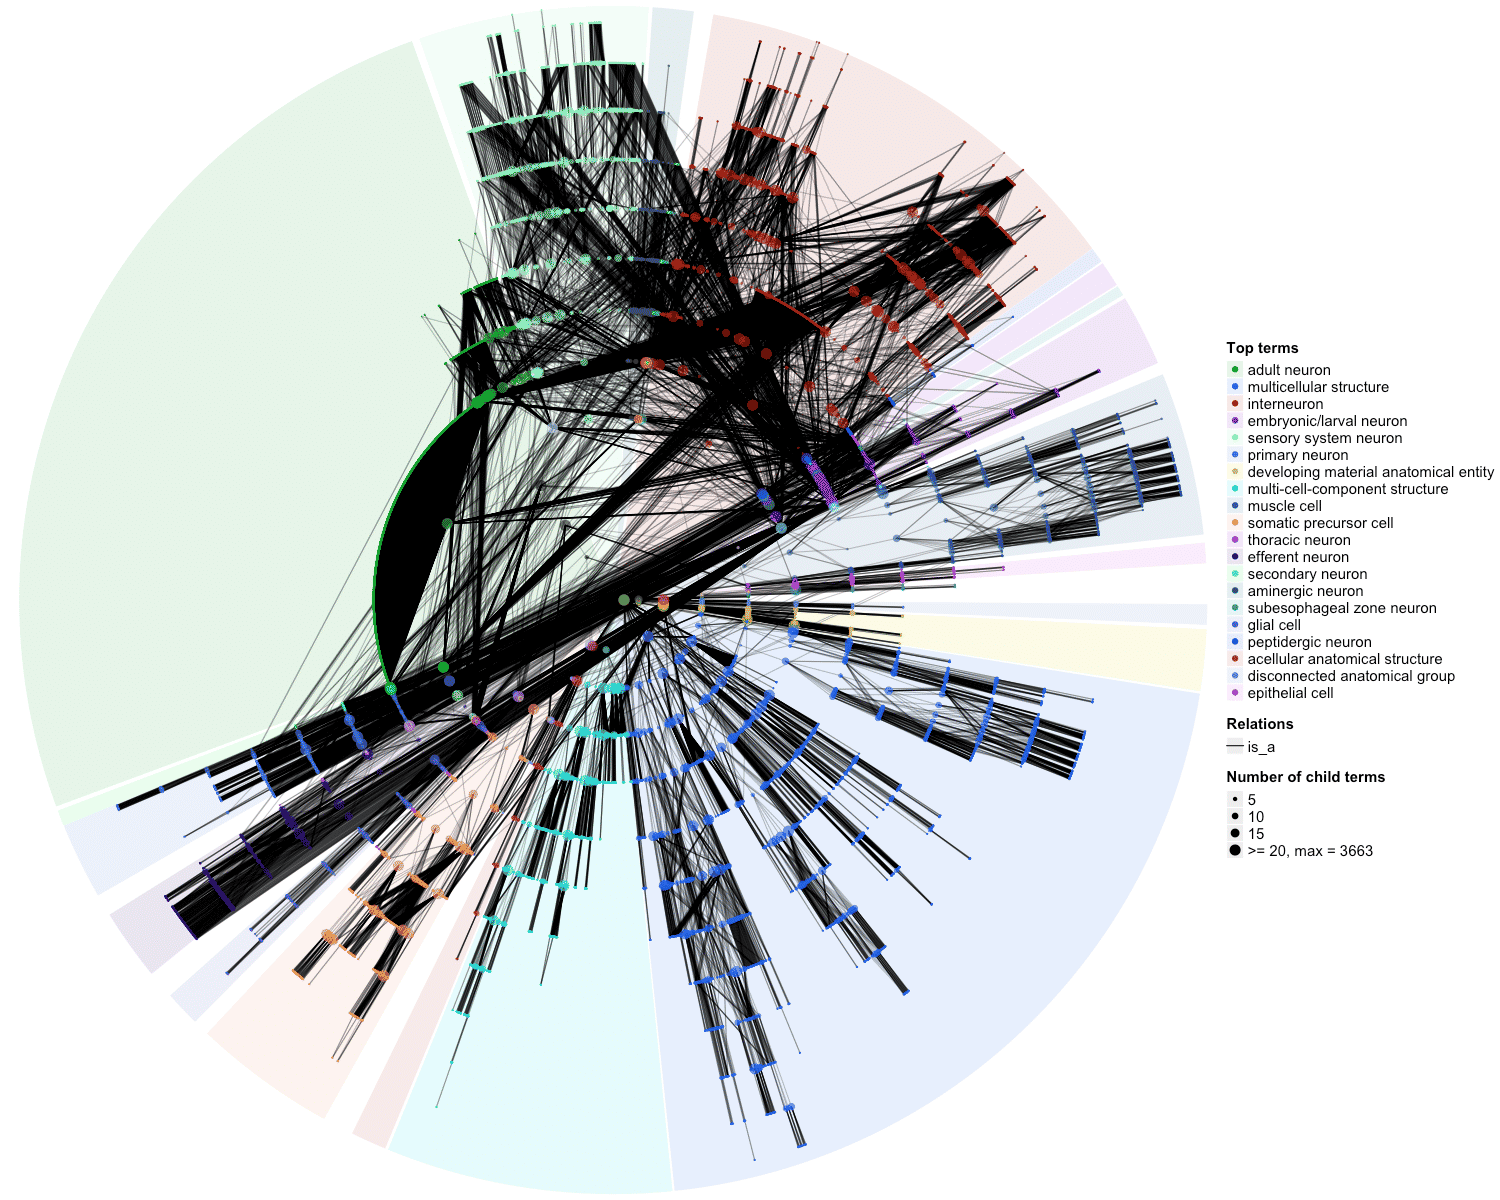 Top terms
adult neuron
multicellular structure
interneuron
embryonic/larval neuron
sensory system neuron
primary neuron
developing material anatomical entity
multi-cell-component structure
muscle cell
somatic precursor cell
thoracic neuron
efferent neuron
secondary neuron
aminergic neuron
subesophageal zone neuron
glial cell
peptidergic neuron
acellular anatomical structure
disconnected anatomical group
epithelial cell
Relations
is_a
Number of child terms
5
10
15
>= 20, max = 3663